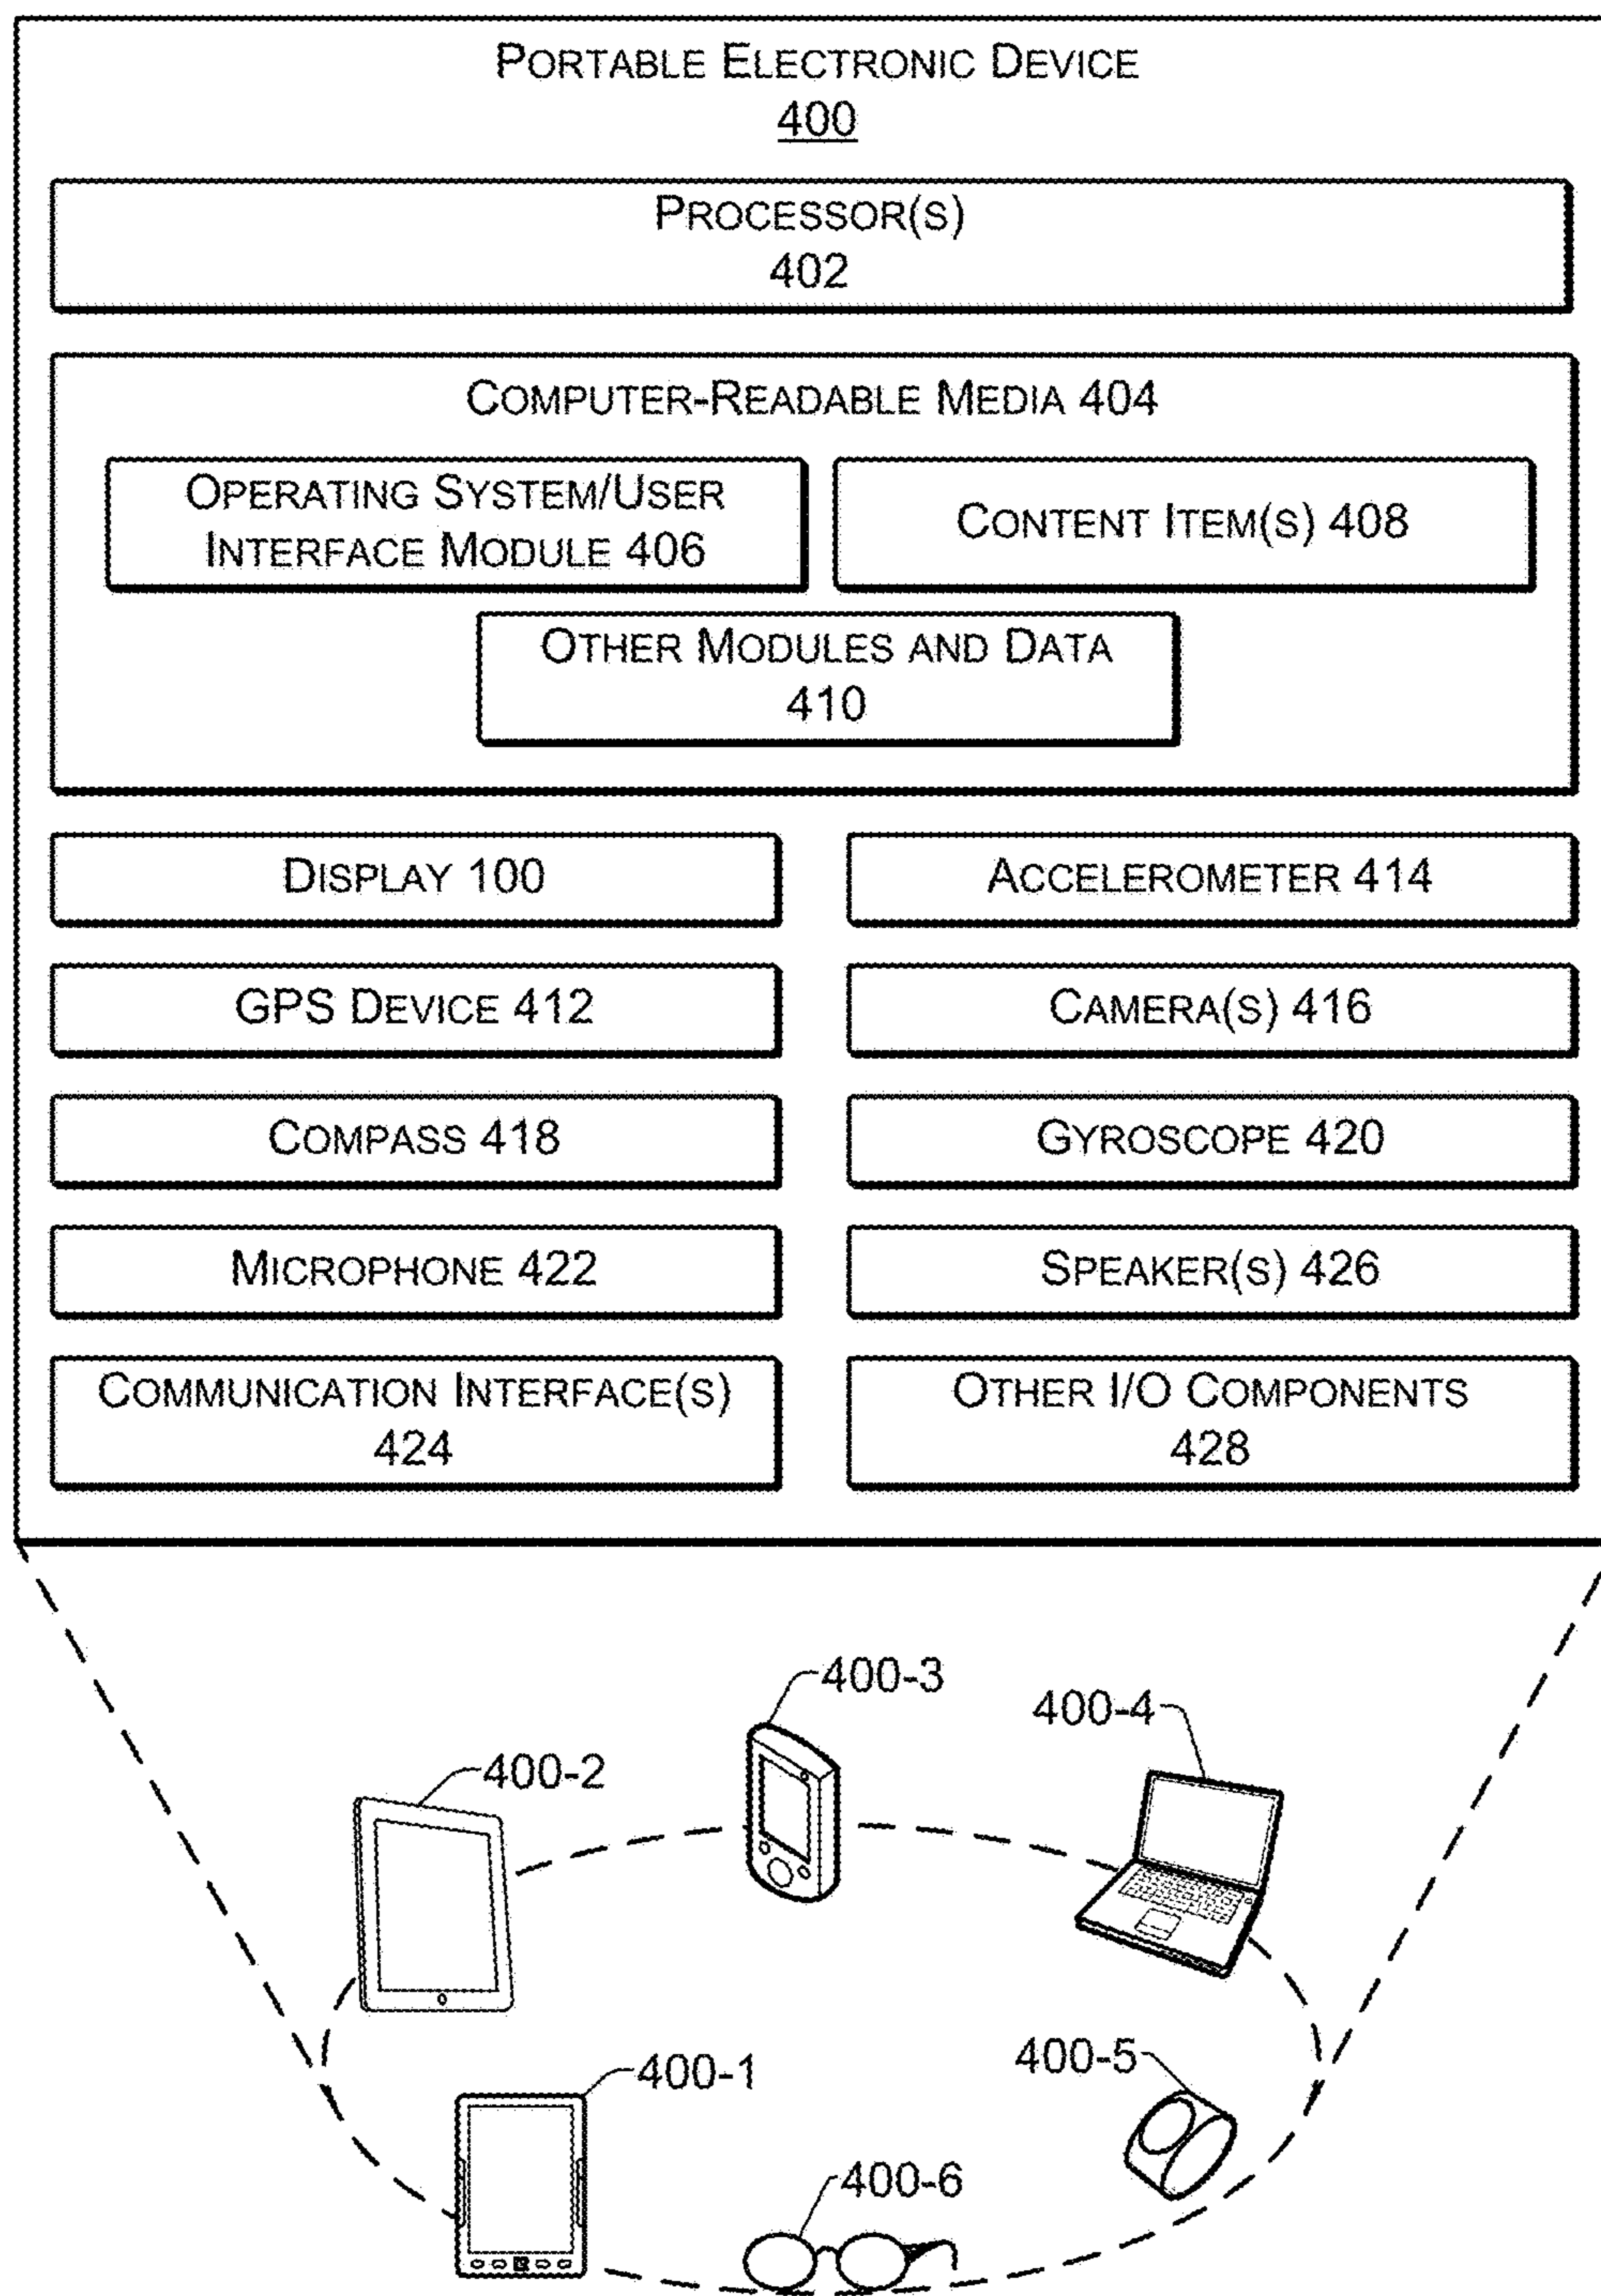 PORTABLE ELECTRONIC DEVICE
400
PROCESSOR(S)
402
COMPUTER-READABLE MEDIA 404
OPERATING SYSTEM/USER
INTERFACE MODULE 406
CONTENT ITEM(S) 408
OTHER MODULES AND DATA
410
DISPLAY 100
ACCELEROMETER 414
GPS DEVICE 412
CAMERA(S) 416
COMPASS 418
GYROSCOPE 420
MICROPHONE 422
SPEAKER(S) 426
COMMUNICATION INTERFACE(S)
424
OTHER I/O COMPONENTS
428
400-3
400-4
400-2
400-5
400-1
400-6